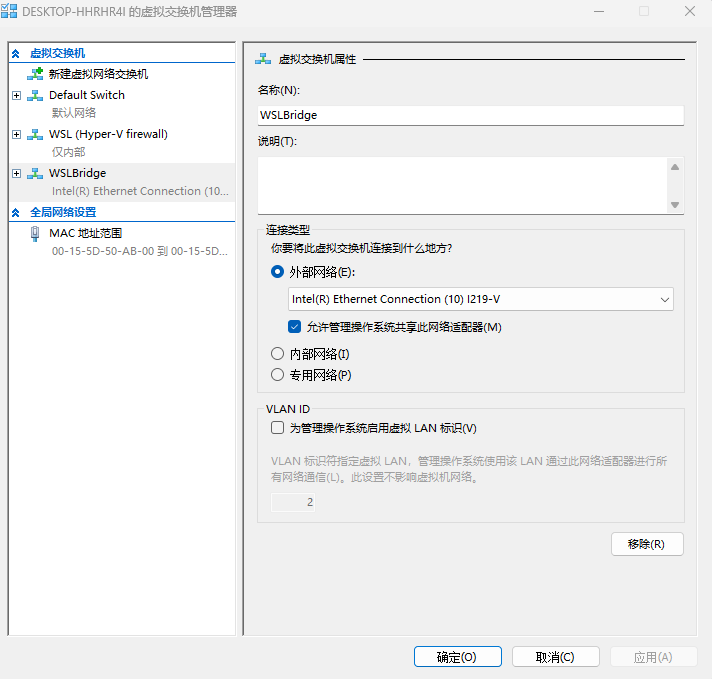 DESKTOP-HHRHR4I 的虚拟交换机管理器
虚拟交换机
新建虚拟网络交换机
Default Switch
默认网络
WSL (Hyper-V firewall)
仅内部
WSLBridge
Intel(R) Ethernet Connection (10...
全局网络设置
MAC 地址范围
00-15-5D-50-AB-00 到 00-15-5D...
虚拟交换机属性
名称(N):
WSLBridge
说明(T):
连接类型
你要将此虚拟交换机连接到什么地方?
外部网络(E):
Intel(R) Ethernet Connection (10) I219-V
允许管理操作系统共享此网络适配器(M)
内部网络(I)
专用网络(P)
VLAN ID
为管理操作系统启用虚拟 LAN 标识(V)
VLAN 标识符指定虚拟 LAN，管理操作系统使用该 LAN 通过此网络适配器进行所
有网络通信(L)。此设置不影响虚拟机网络。
2
移除(R)
确定(O)
取消(C)
应用(A)